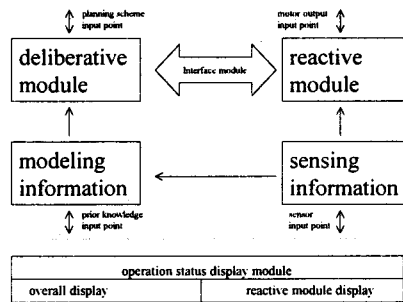 planning scheme
input point
motor output
input point
deliberative
module
Interface module
reactive
module
modeling
information
sensing
information
prior knowledge
input point
sensor
input point
operation status display module
overall display
reactive module display